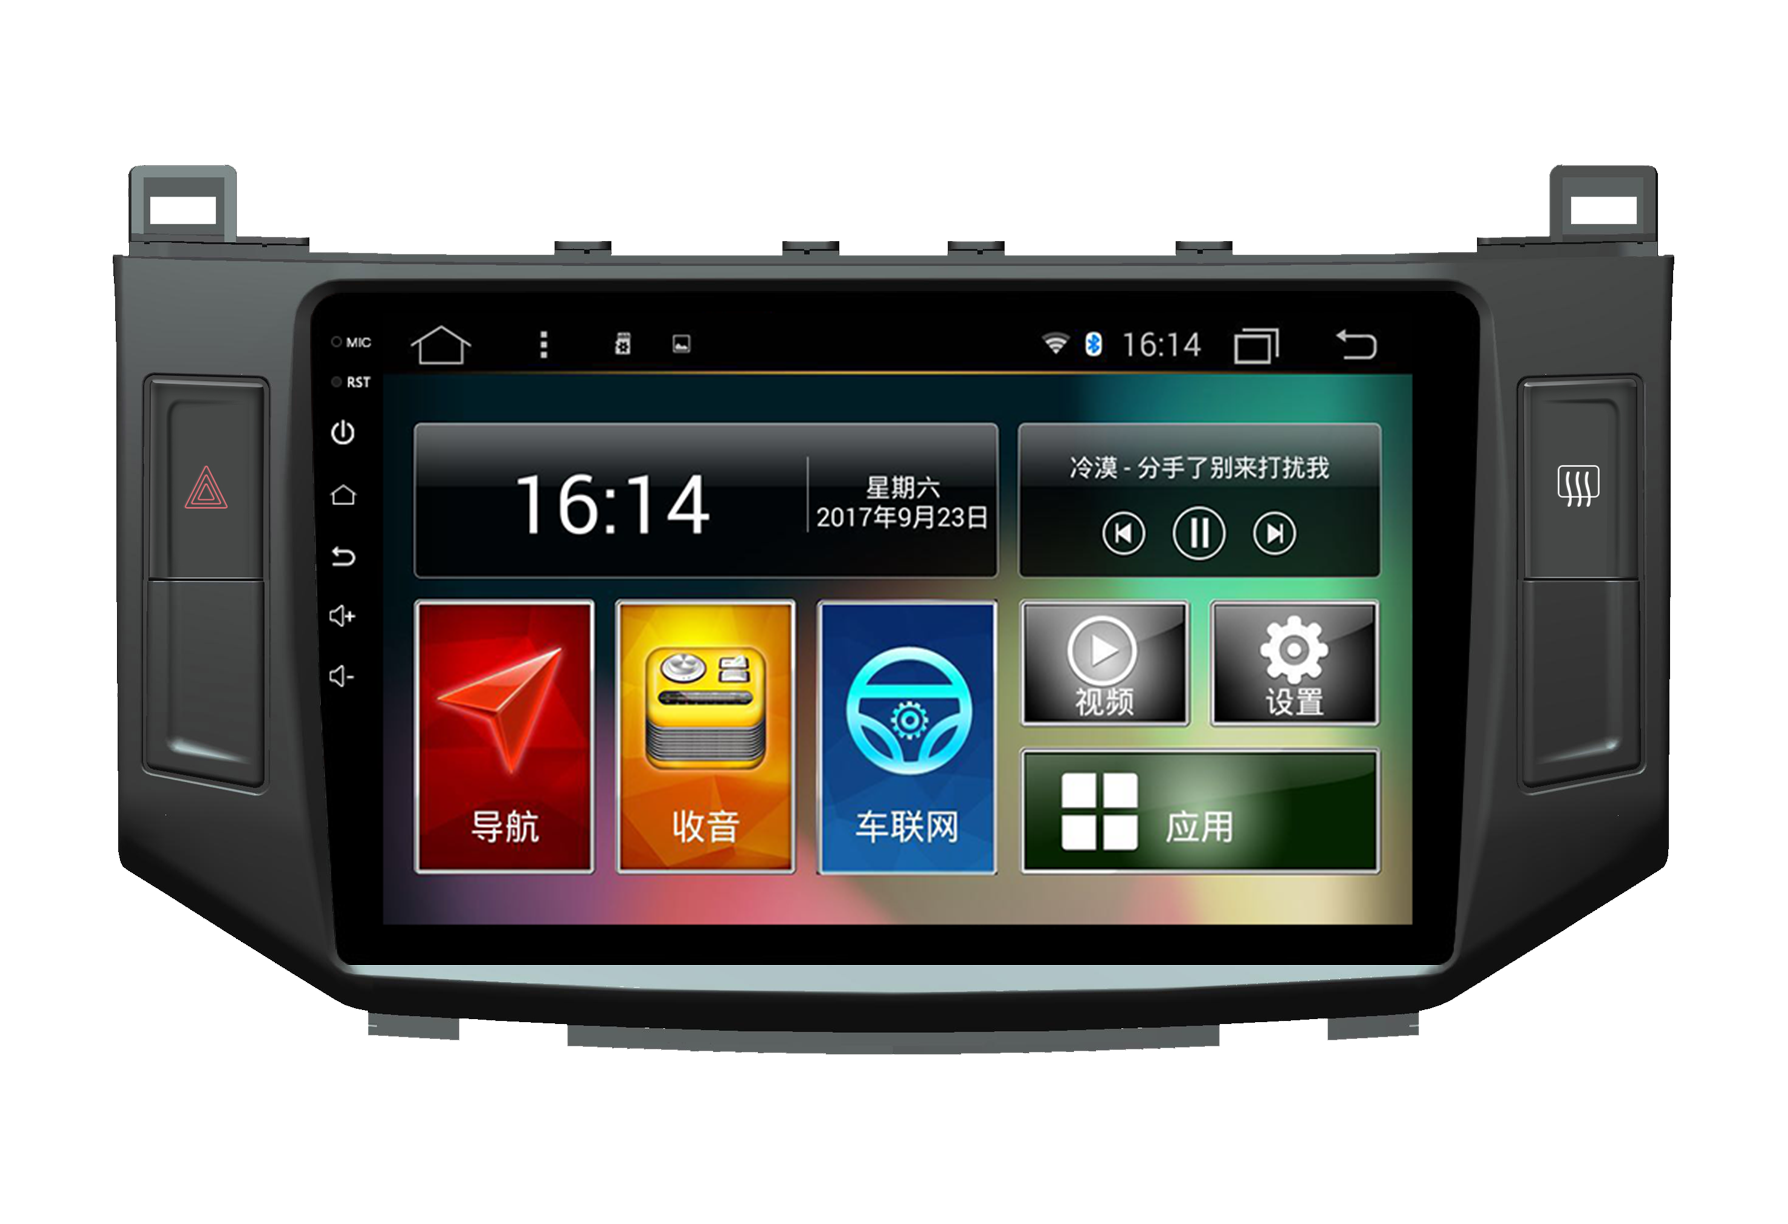 MIC
16:14
RST
16:14
星期六
2017年9月23日
冷漠 - 分手了别来打扰我
视频
设置
导航
收音
车联网
应用